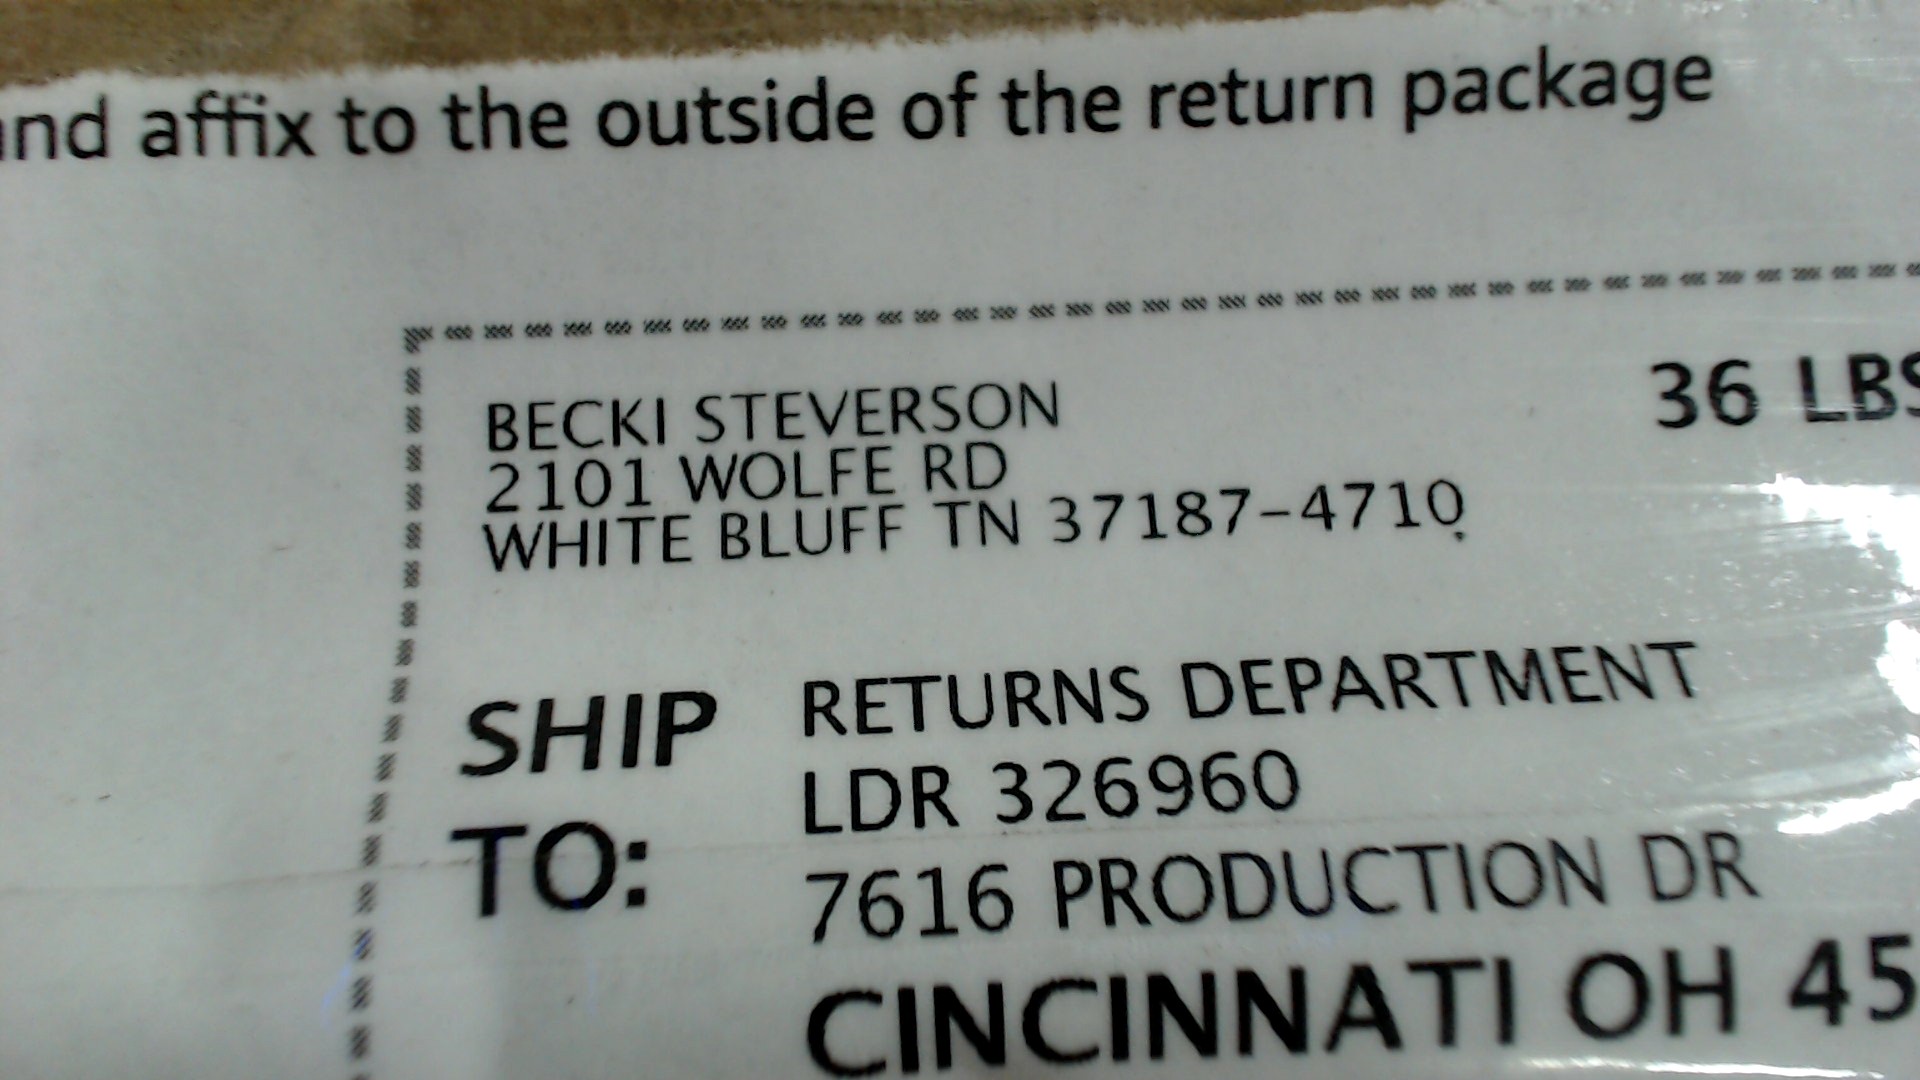 and affix to the outside of the return package
BECKI STEVERSON
36 LBS
2101 WOLFE RD
WHITE BLUFF TN 37187-4710
SHIP TO:
RETURNS DEPARTMENT
LDR 326960
7616 PRODUCTION DR
CINCINNATI OH 45